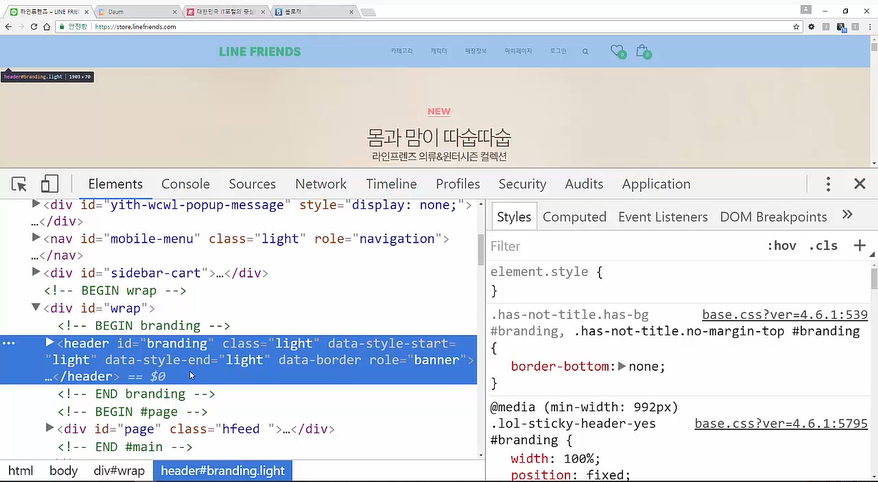 라인프렌즈 - LINE FRIEN
Daum
대한민국 IT포털의 중심
블로터
안전함
https://store.linefriends.com
LINE FRIENDS
카테고리
캐릭터
매장정보
마이페이지
로그인
0
0
header#branding.light | 1903 × 70
NEW
몸과 맘이 따숩따숩
라인프렌즈 의류&윈터시즌 컬렉션
Elements Console Sources Network Timeline Profiles Security Audits Application
<div id="yith-wcwl-popup-message" style="display: none;">
…</div>
<nav id="mobile-menu" class="light" role="navigation">
…</nav>
<div id="sidebar-cart">…</div>
<!-- BEGIN wrap -->
<div id="wrap">
<!-- BEGIN branding -->
<header id="branding" class="light" data-style-start=
"light" data-style-end="light" data-border role="banner">
…</header> == $0
<!-- END branding -->
<!-- BEGIN #page -->
<div id="page" class="hfeed ">…</div>
<!-- END #main -->
html body div#wrap header#branding.light
Styles Computed Event Listeners DOM Breakpoints »
Filter
:hov .cls +
element.style {
}
.has-not-title.has-bg base.css?ver=4.6.1:539
#branding, .has-not-title.no-margin-top #branding
{
border-bottom: none;
}
@media (min-width: 992px)
.lol-sticky-header-yes base.css?ver=4.6.1:5795
#branding {
width: 100%;
position: fixed;